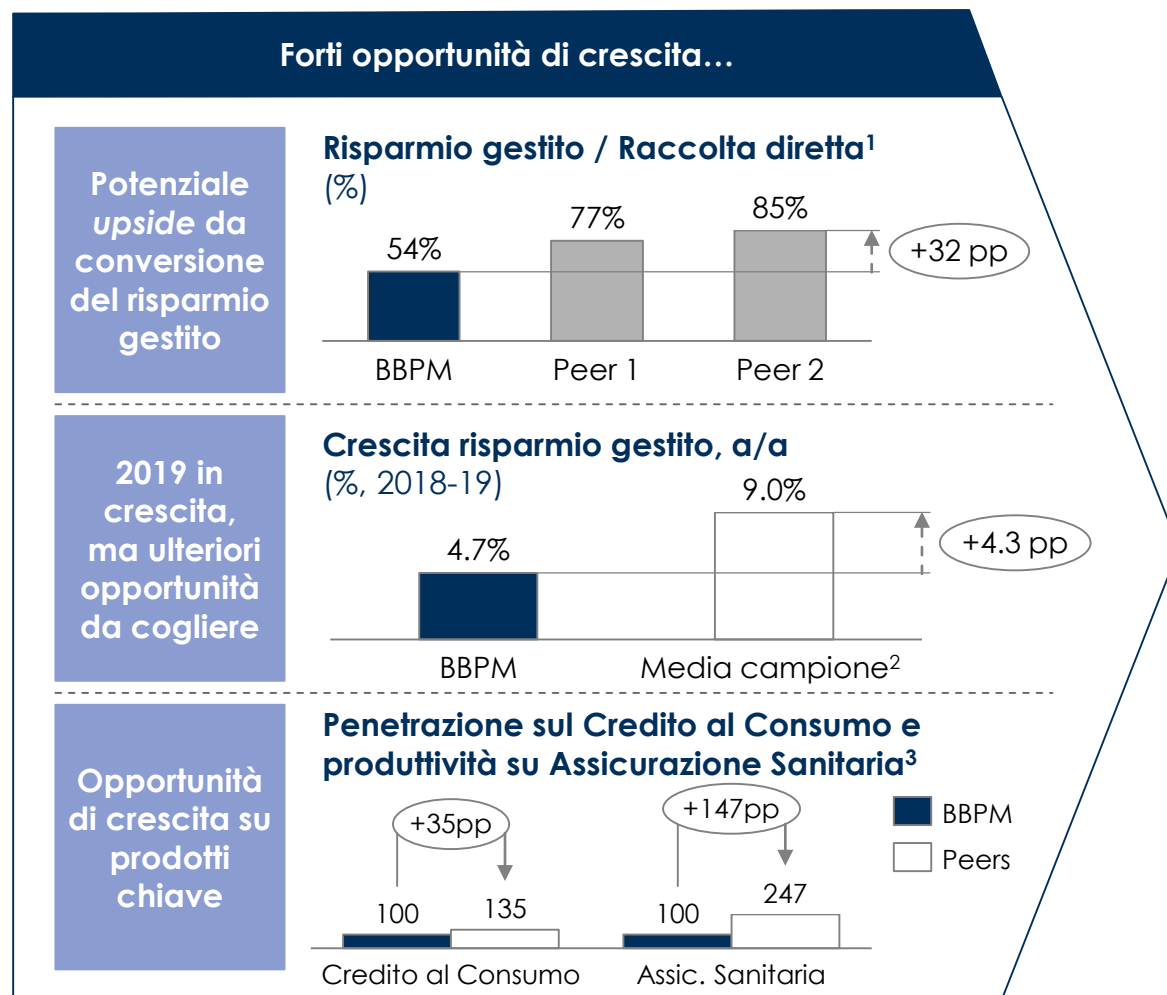 Forti opportunità di crescita…
Potenziale
upside da
conversione
del risparmio
gestito
Risparmio gestito / Raccolta diretta¹
(%)
54%
77%
85%
+32 pp
BBPM
Peer 1
Peer 2
2019 in
crescita,
ma ulteriori
opportunità
da cogliere
Crescita risparmio gestito, a/a
(%, 2018-19)
4.7%
9.0%
+4.3 pp
BBPM
Media campione²
Opportunità
di crescita su
prodotti
chiave
Penetrazione sul Credito al Consumo e
produttività su Assicurazione Sanitaria³
+35pp
+147pp
BBPM
Peers
100
135
100
247
Credito al Consumo
Assic. Sanitaria